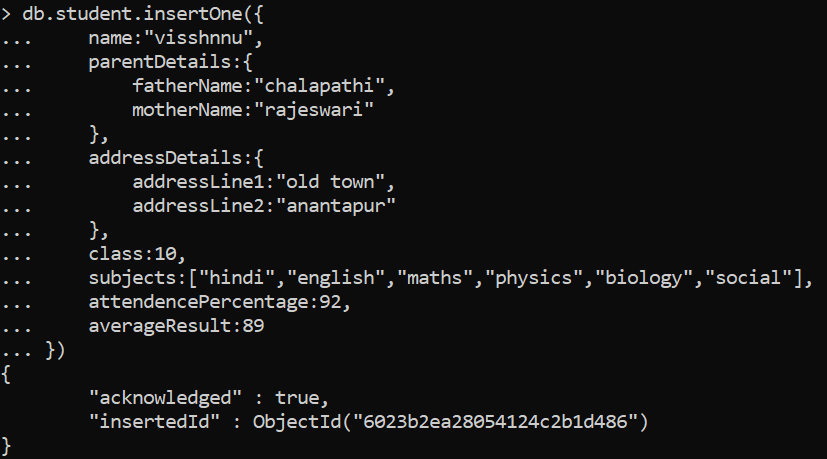 > db.student.insertOne({
...     name:"visshnnu",
...     parentDetails:{
...         fatherName:"chalapathi",
...         motherName:"rajeswari"
...     },
...     addressDetails:{
...         addressLine1:"old town",
...         addressLine2:"anantapur"
...     },
...     class:10,
...     subjects:["hindi","english","maths","physics","biology","social"],
...     attendencePercentage:92,
...     averageResult:89
... })
{
        "acknowledged" : true,
        "insertedId" : ObjectId("6023b2ea28054124c2b1d486")
}